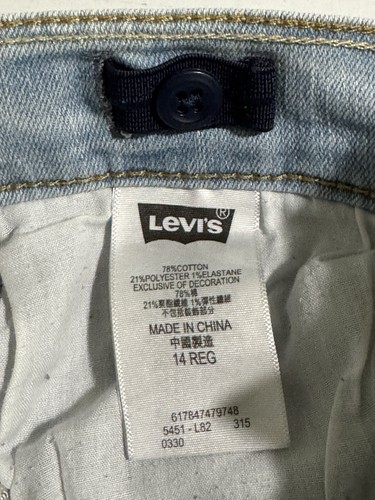 Levi's®
78%COTTON
21%POLYESTER 1%ELASTANE
EXCLUSIVE OF DECORATION
78%棉
21%聚酯纖維 1%彈性纖維
不包括裝飾部分
MADE IN CHINA
中國製造
14 REG
617847479748
5451 - L82 315
0330